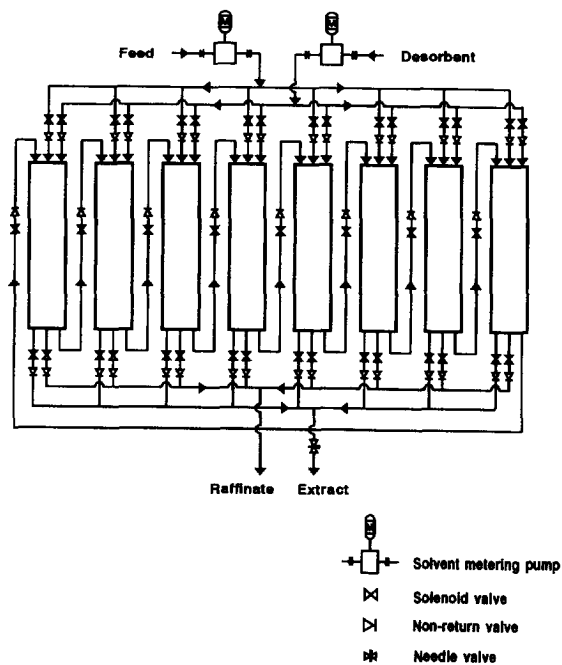 Feed
Desorbent
Raffinate
Extract
Solvent metering pump
Solenoid valve
Non-return valve
Needle valve